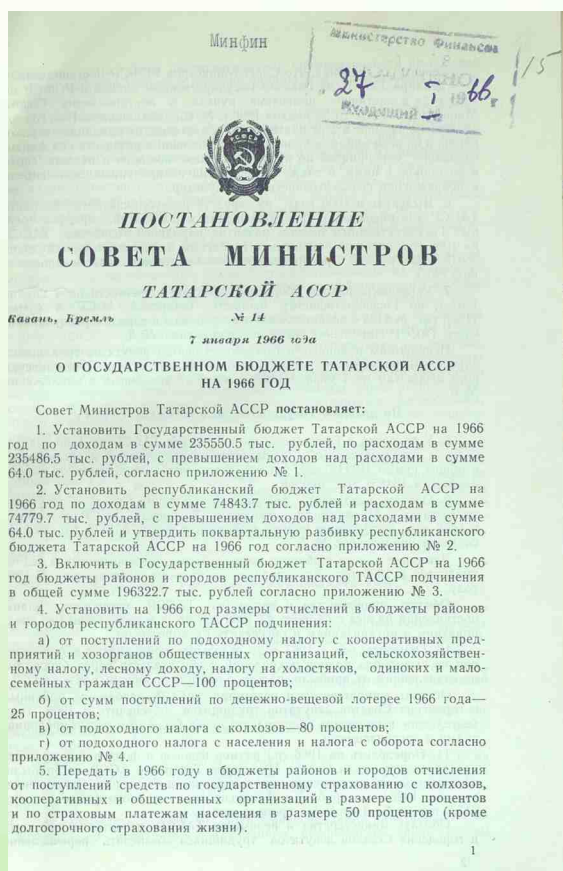 Минфин
Министерство Финансов
15
27 I 66 г.
Входящий №
ПОСТАНОВЛЕНИЕ
СОВЕТА МИНИСТРОВ
ТАТАРСКОЙ АССР
Казань, Кремль № 14
7 января 1966 года
О ГОСУДАРСТВЕННОМ БЮДЖЕТЕ ТАТАРСКОЙ АССР
НА 1966 ГОД
Совет Министров Татарской АССР постановляет:
1. Установить Государственный бюджет Татарской АССР на 1966
год по доходам в сумме 235550.5 тыс. рублей, по расходам в сумме
235486.5 тыс. рублей, с превышением доходов над расходами в сумме
64.0 тыс. рублей, согласно приложению № 1.
2. Установить республиканский бюджет Татарской АССР на
1966 год по доходам в сумме 74843.7 тыс. рублей и расходам в сумме
74779.7 тыс. рублей, с превышением доходов над расходами в сумме
64.0 тыс. рублей и утвердить поквартальную разбивку республиканского
бюджета Татарской АССР на 1966 год согласно приложению № 2.
3. Включить в Государственный бюджет Татарской АССР на 1966
год бюджеты районов и городов республиканского ТАССР подчинения
в общей сумме 196322.7 тыс. рублей согласно приложению № 3.
4. Установить на 1966 год размеры отчислений в бюджеты районов
и городов республиканского ТАССР подчинения:
а) от поступлений по подоходному налогу с кооперативных пред-
приятий и хозорганов общественных организаций, сельскохозяйствен-
ному налогу, лесному доходу, налогу на холостяков, одиноких и мало-
семейных граждан СССР—100 процентов;
б) от сумм поступлений по денежно-вещевой лотерее 1966 года—
25 процентов;
в) от подоходного налога с колхозов—80 процентов;
г) от подоходного налога с населения и налога с оборота согласно
приложению № 4.
5. Передать в 1966 году в бюджеты районов и городов отчисления
от поступлений средств по государственному страхованию с колхозов,
кооперативных и общественных организаций в размере 10 процентов
и по страховым платежам населения в размере 50 процентов (кроме
долгосрочного страхования жизни).
1